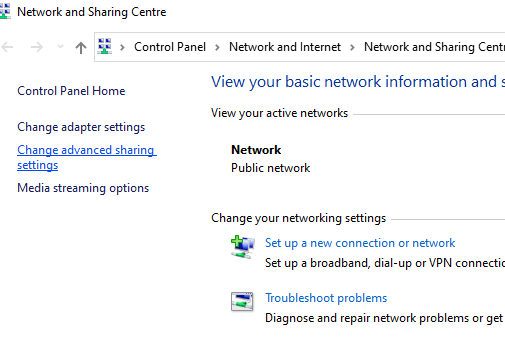 Network and Sharing Centre
Control Panel
Network and Internet
Network and Sharing Centr
Control Panel Home
Change adapter settings
Change advanced sharing
settings
Media streaming options
View your basic network information and s
View your active networks
Network
Public network
Change your networking settings
Set up a new connection or network
Set up a broadband, dial-up or VPN connectio
Troubleshoot problems
Diagnose and repair network problems or get